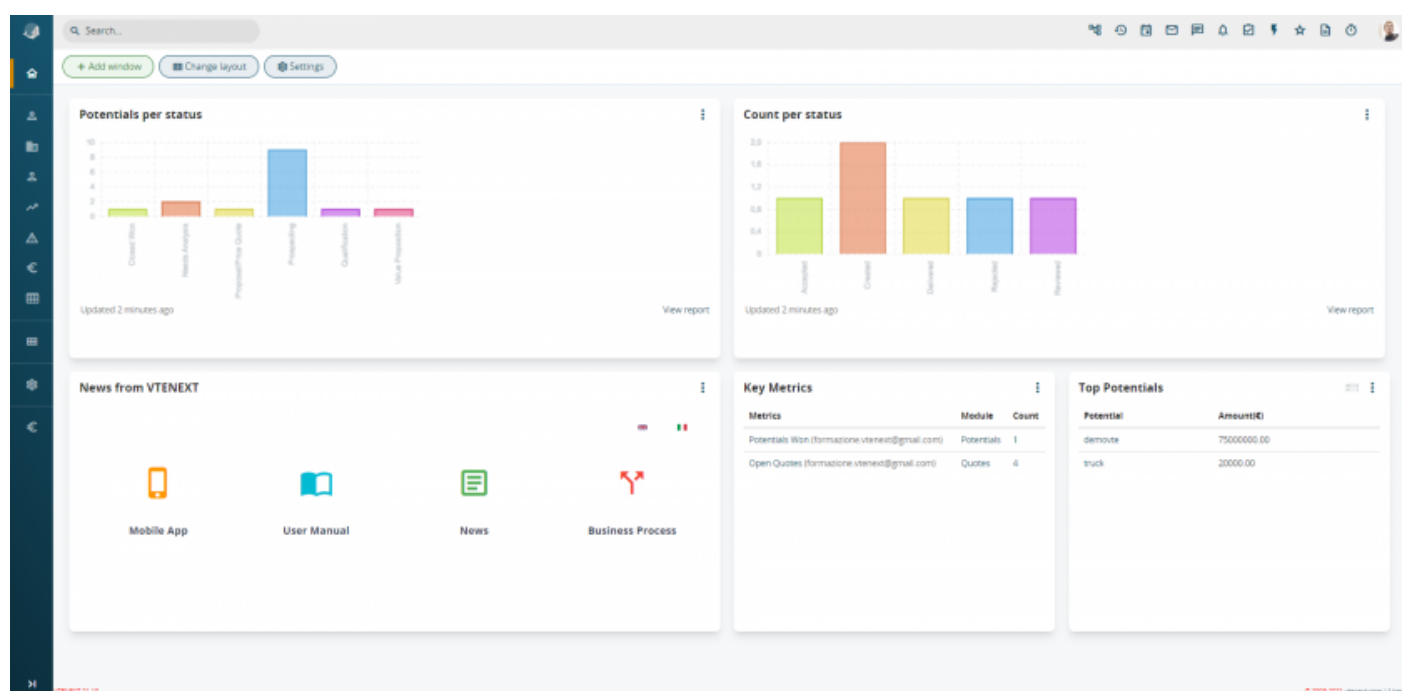 Search...
+ Add window
Change layout
Settings
Potentials per status
10
8
6
4
2
0
Closed Won
Needs Analysis
Proposal/Price Quote
Prospecting
Qualification
Value Proposition
Updated 2 minutes ago
View report
Count per status
2,0
1,6
1,2
0,8
0,4
0
Accepted
Created
Delivered
Rejected
Reviewed
Updated 2 minutes ago
View report
News from VTENEXT
Mobile App
User Manual
News
Business Process
Key Metrics
Metrics Module Count
Potentials Won (formazione.vtenext@gmail.com) Potentials 1
Open Quotes (formazione.vtenext@gmail.com) Quotes 4
Top Potentials
Potential Amount(€)
demovte 75000000.00
truck 20000.00